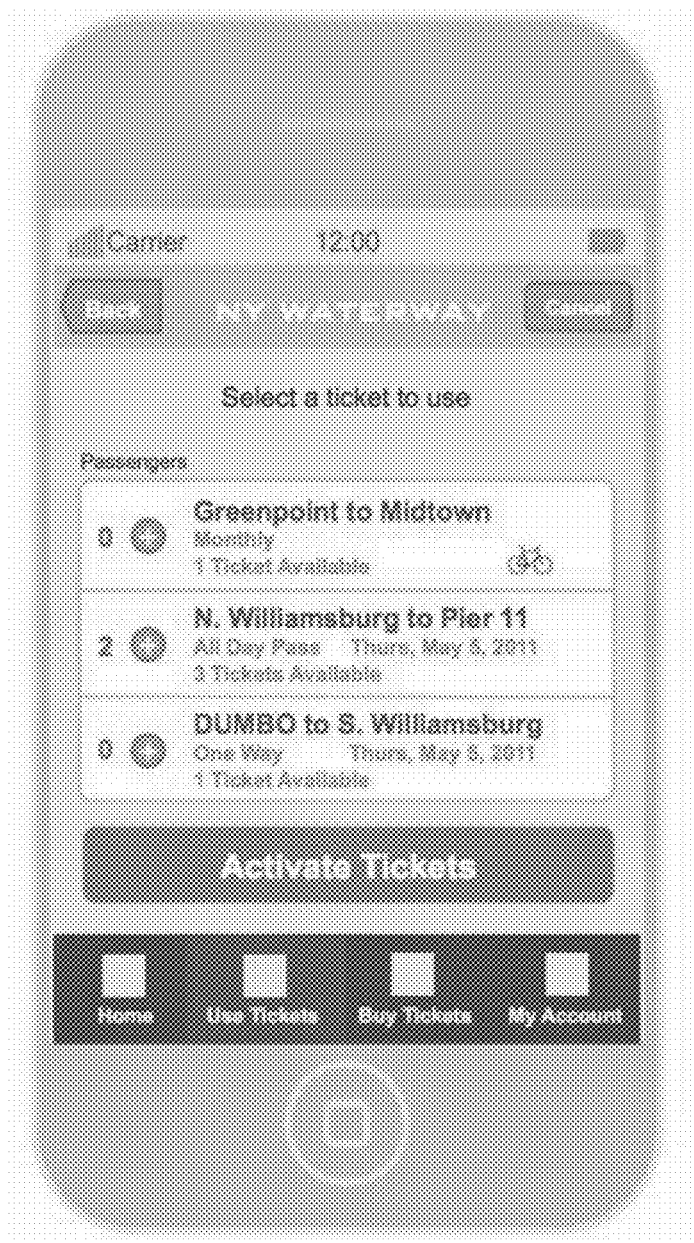 Carrier 12:00
Back NY WATERWAY Cancel
Select a ticket to use
Passengers
Greenpoint to Midtown
0
Monthly
1 Ticket Available
N. Williamsburg to Pier 11
2 All Day Pass Thurs, May 5, 2011
3 Tickets Available
DUMBO to S. Williamsburg
0 One Way Thurs, May 5, 2011
1 Ticket Available
Activate Tickets
Home Use Tickets Buy Tickets My Account